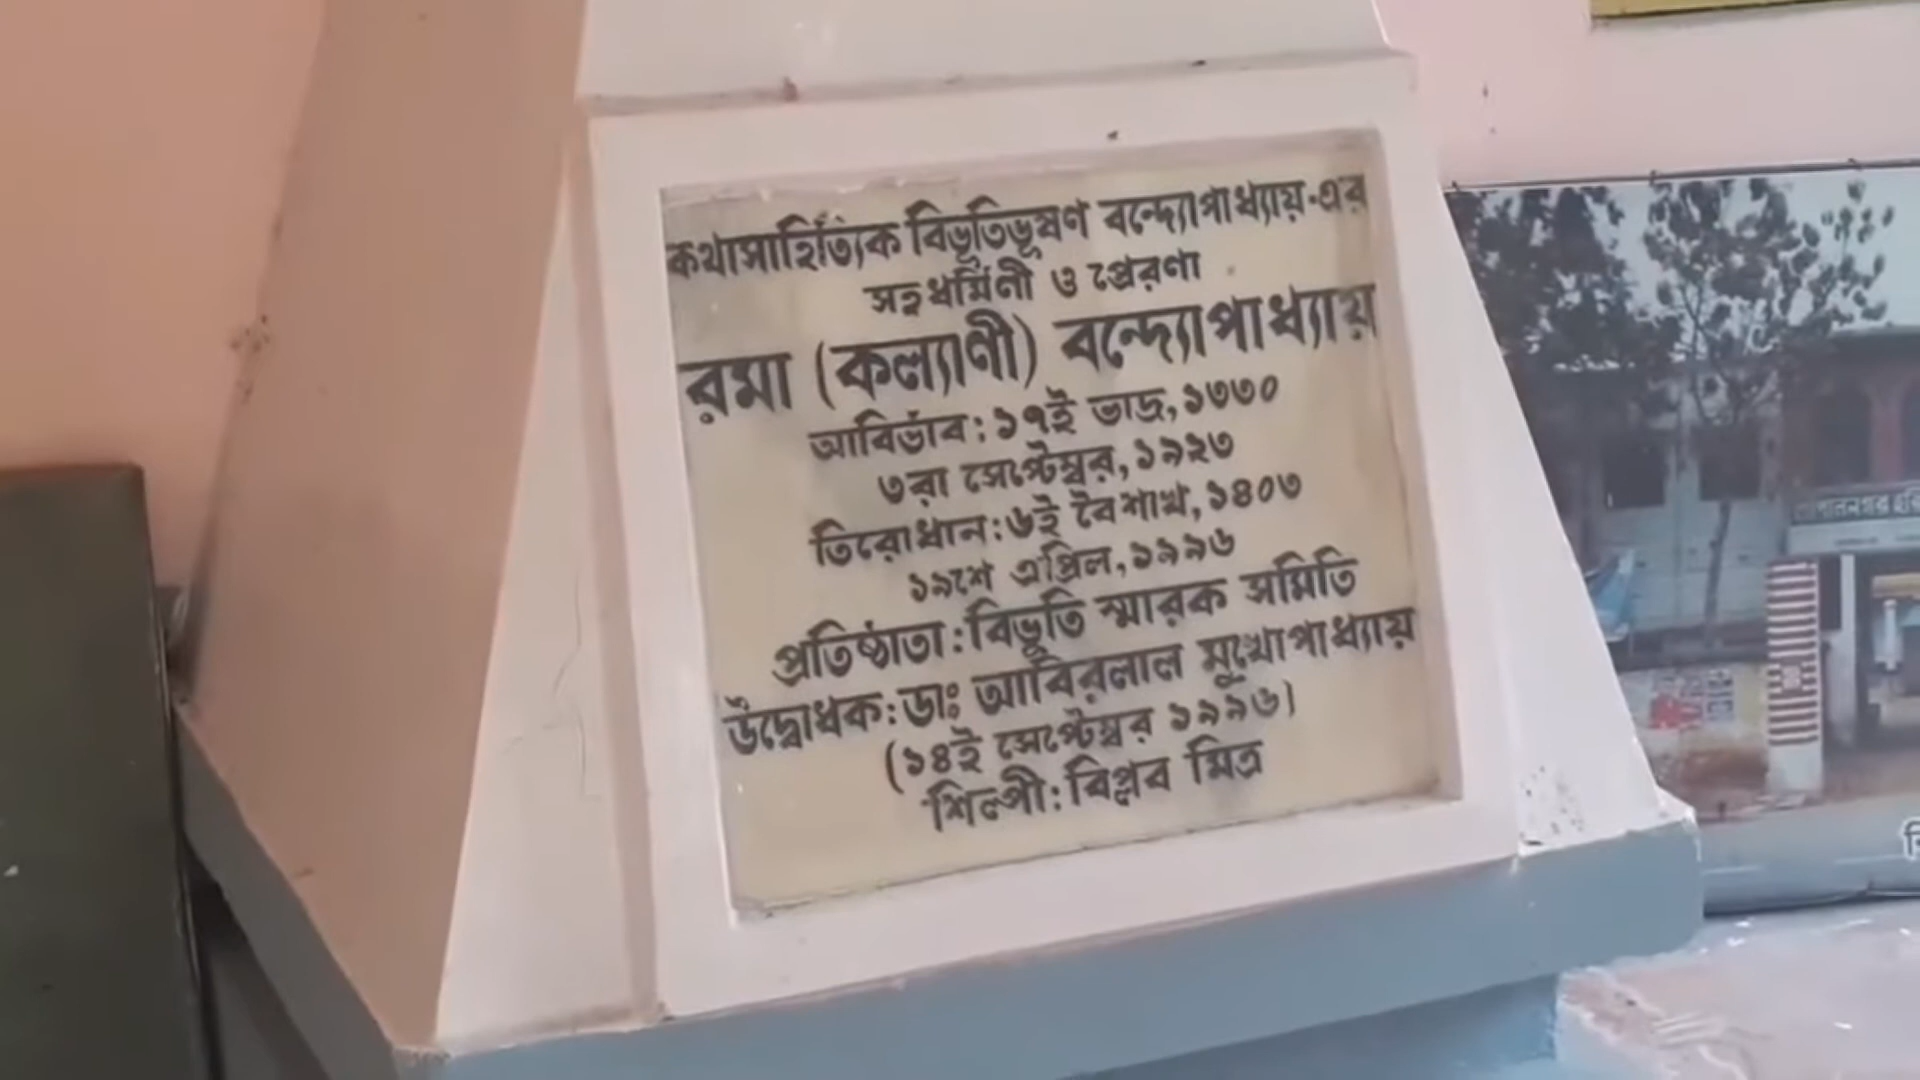 কথাসাহিত্যিক বিভূতিভূষণ বন্দ্যোপাধ্যায়-এর
সহধর্মিনী ও প্রেরণা
রমা (কল্যাণী) বন্দ্যোপাধ্যায়
আবির্ভাব: ১৭ই ভাদ্র, ১৩৩০
৩রা সেপ্টেম্বর, ১৯২৩
তিরোধান: ৬ই বৈশাখ, ১৪০৩
১৯শে এপ্রিল, ১৯৯৬
প্রতিষ্ঠাতা: বিভূতি স্মারক সমিতি
উদ্বোধক: ডাঃ আবিরলাল মুখোপাধ্যায়
(১৪ই সেপ্টেম্বর ১৯৯৬)
শিল্পী: বিপ্লব মিত্র